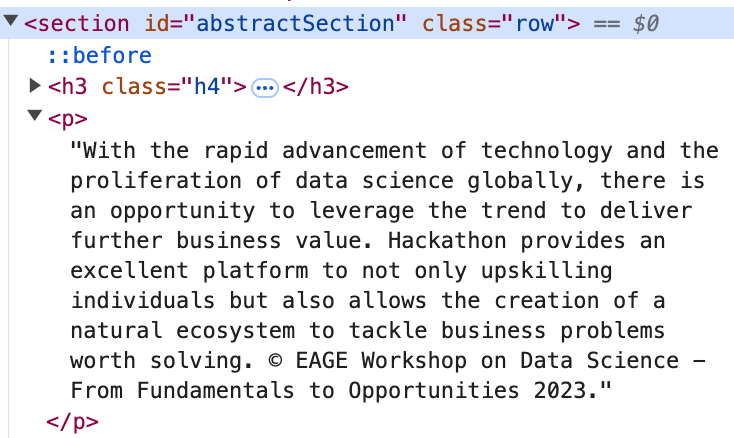 ▼<section id="abstractSection" class="row"> == $0
::before
▶<h3 class="h4">…</h3>
▼<p>
"With the rapid advancement of technology and the
proliferation of data science globally, there is
an opportunity to leverage the trend to deliver
further business value. Hackathon provides an
excellent platform to not only upskilling
individuals but also allows the creation of a
natural ecosystem to tackle business problems
worth solving. © EAGE Workshop on Data Science –
From Fundamentals to Opportunities 2023."
</p>